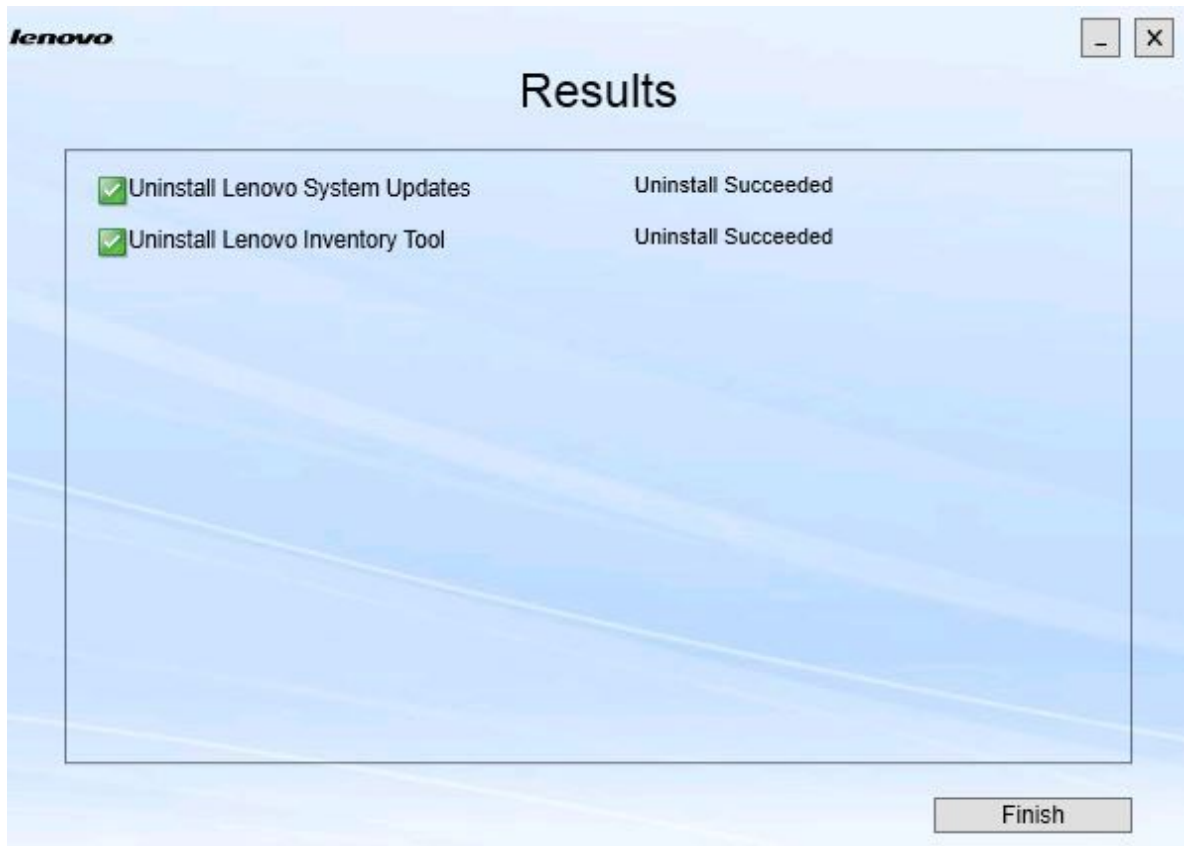 lenovo
Results
Uninstall Lenovo System Updates Uninstall Succeeded
Uninstall Lenovo Inventory Tool Uninstall Succeeded
Finish